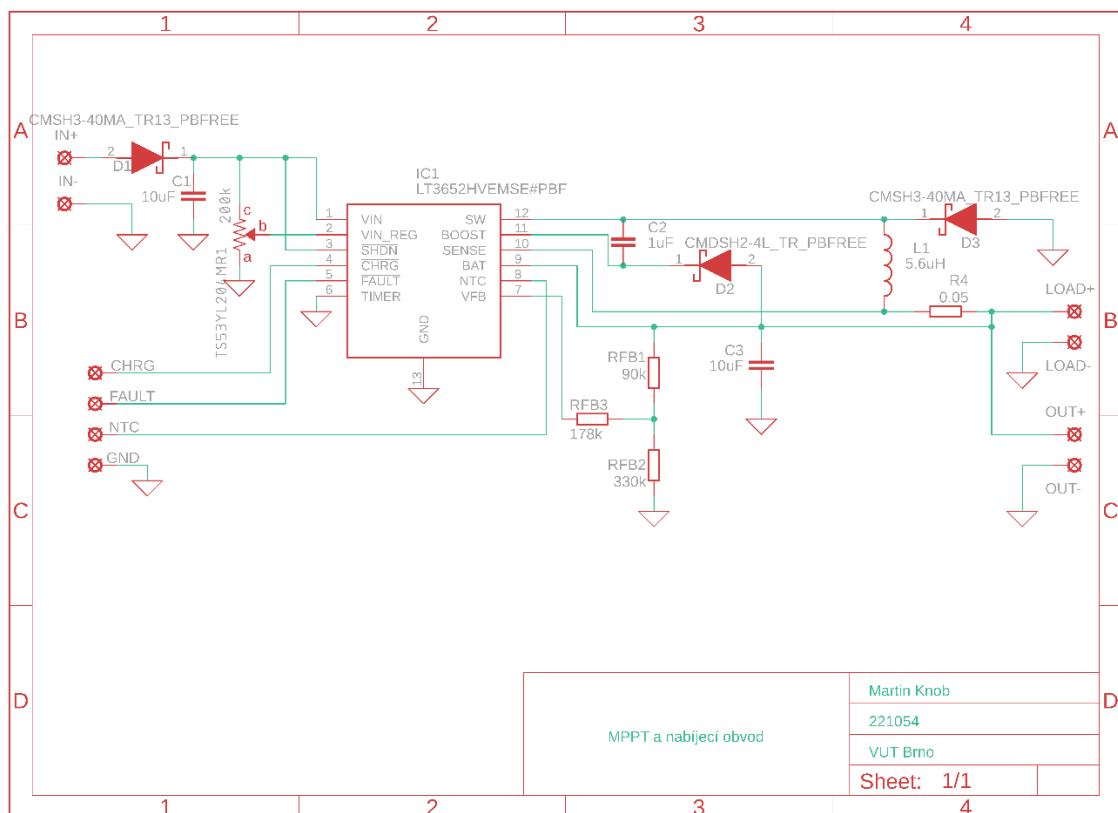 1 2 3 4
A A
CMSH3-40MA_TR13_PBFREE
IN+
2 1
D1
IN-
C1
10uF
200k
c
b
a
TS53YL204MR1
IC1
LT3652HVEMSE#PBF
1 VIN SW 12
2 VIN_REG BOOST 11
3 SHDN SENSE 10
4 CHRG BAT 9
5 FAULT NTC 8
6 TIMER VFB 7
GND
13
C2
1uF
CMDSH2-4L_TR_PBFREE
1 2
D2
CMSH3-40MA_TR13_PBFREE
1 2
D3
L1
5.6uH
R4
0.05
LOAD+
B B
LOAD-
RFB1
90k
C3
10uF
CHRG
FAULT
NTC
GND
RFB3
178k
RFB2
330k
OUT+
OUT-
C C
D D
MPPT a nabíjecí obvod
Martin Knob
221054
VUT Brno
Sheet: 1/1
1 2 3 4